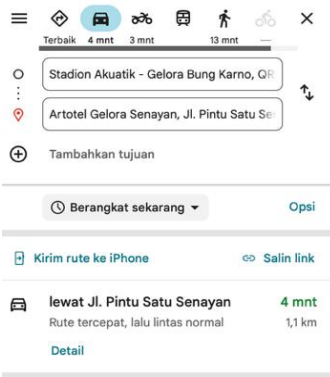 Terbaik 4 mnt 3 mnt 13 mnt
Stadion Akuatik - Gelora Bung Karno,
Artotel Gelora Senayan, Jl. Pintu Satu
Tambahkan tujuan
Berangkat sekarang Opsi
Kirim rute ke iPhone Salin link
lewat Jl. Pintu Satu Senayan 4 mnt
Rute tercepat, lalu lintas normal 1,1 km
Detail